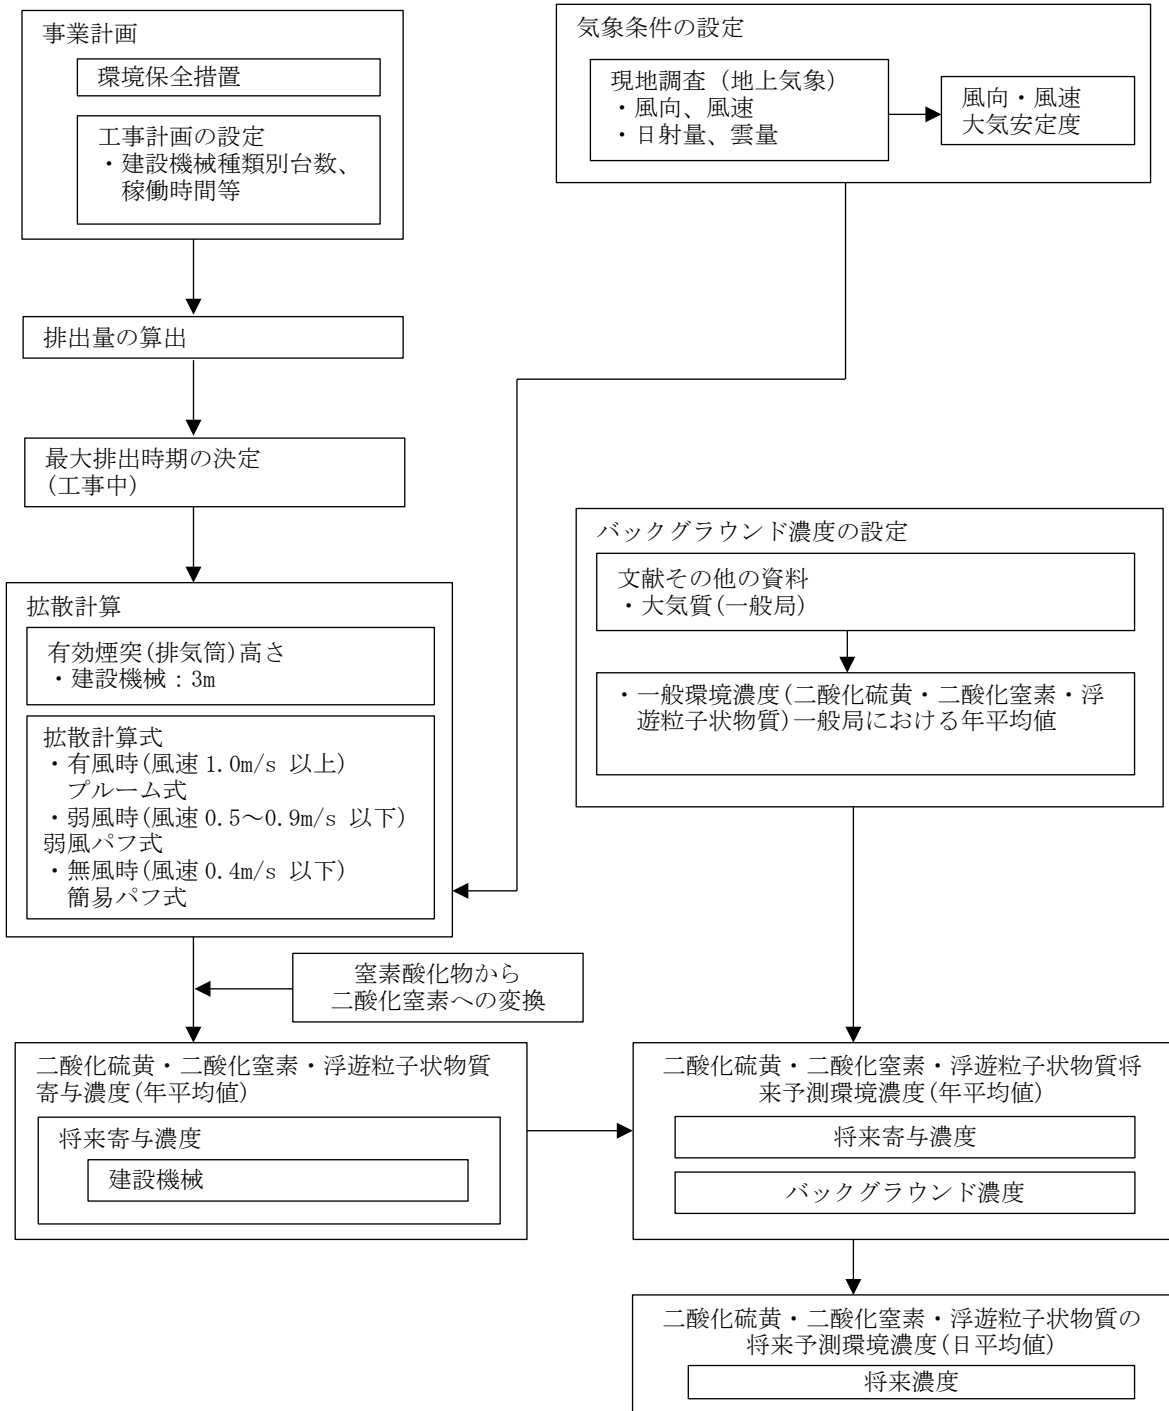 事業計画
環境保全措置
工事計画の設定
・建設機械種類別台数、
稼働時間等
気象条件の設定
現地調査 (地上気象)
・風向、風速
・日射量、雲量
風向・風速
大気安定度
排出量の算出
最大排出時期の決定
(工事中)
拡散計算
有効煙突(排気筒)高さ
・建設機械：3m
拡散計算式
・有風時(風速 1.0m/s 以上)
プルーム式
・弱風時(風速 0.5～0.9m/s 以下)
弱風パフ式
・無風時(風速 0.4m/s 以下)
簡易パフ式
バックグラウンド濃度の設定
文献その他の資料
・大気質(一般局)
・一般環境濃度(二酸化硫黄・二酸化窒素・浮
遊粒子状物質)一般局における年平均値
窒素酸化物から
二酸化窒素への変換
二酸化硫黄・二酸化窒素・浮遊粒子状物質
寄与濃度(年平均値)
将来寄与濃度
建設機械
二酸化硫黄・二酸化窒素・浮遊粒子状物質将
来予測環境濃度(年平均値)
将来寄与濃度
バックグラウンド濃度
二酸化硫黄・二酸化窒素・浮遊粒子状物質の
将来予測環境濃度(日平均値)
将来濃度